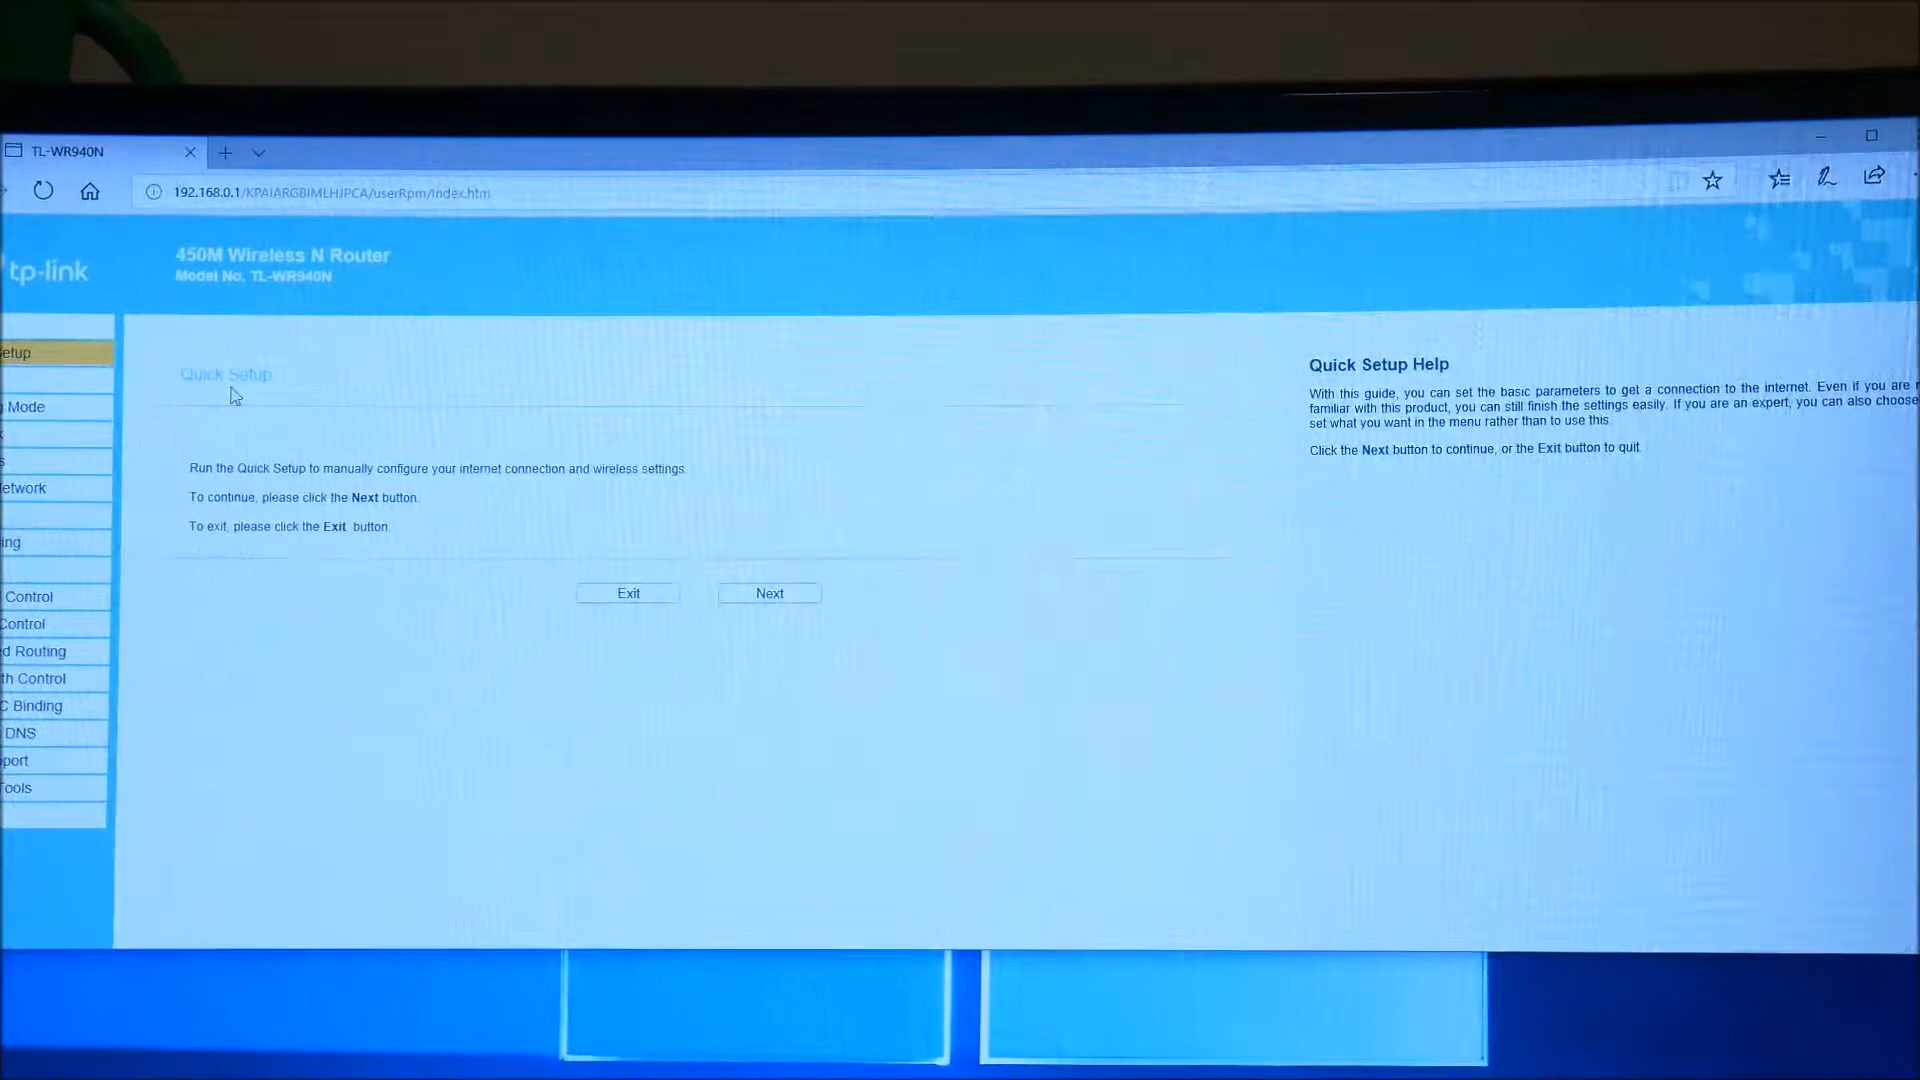 TL-WR940N
192.168.0.1/KPAIARGBIMLHJPCA/userRpm/Index.htm
tp-link
450M Wireless N Router
Model No. TL-WR940N
etup
Mode
s
etwork
ing
Control
Control
d Routing
th Control
C Binding
DNS
port
Tools
Quick Setup
Run the Quick Setup to manually configure your internet connection and wireless settings.
To continue, please click the Next button.
To exit, please click the Exit button.
Exit
Next
Quick Setup Help
With this guide, you can set the basic parameters to get a connection to the internet. Even if you are
familiar with this product, you can still finish the settings easily. If you are an expert, you can also choose
set what you want in the menu rather than to use this.
Click the Next button to continue, or the Exit button to quit.